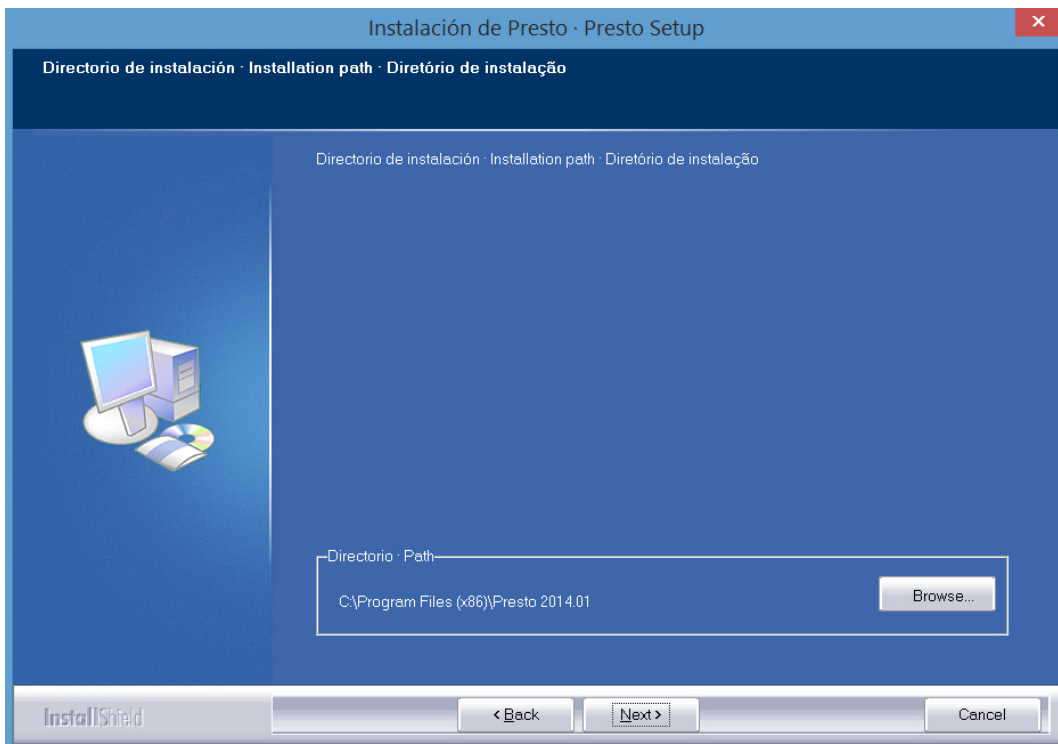 Instalación de Presto · Presto Setup
Directorio de instalación · Installation path · Diretório de instalação
Directorio de instalación · Installation path · Diretório de instalação
Directorio · Path
C:\Program Files (x86)\Presto 2014.01
Browse...
InstallShield
< Back
Next >
Cancel